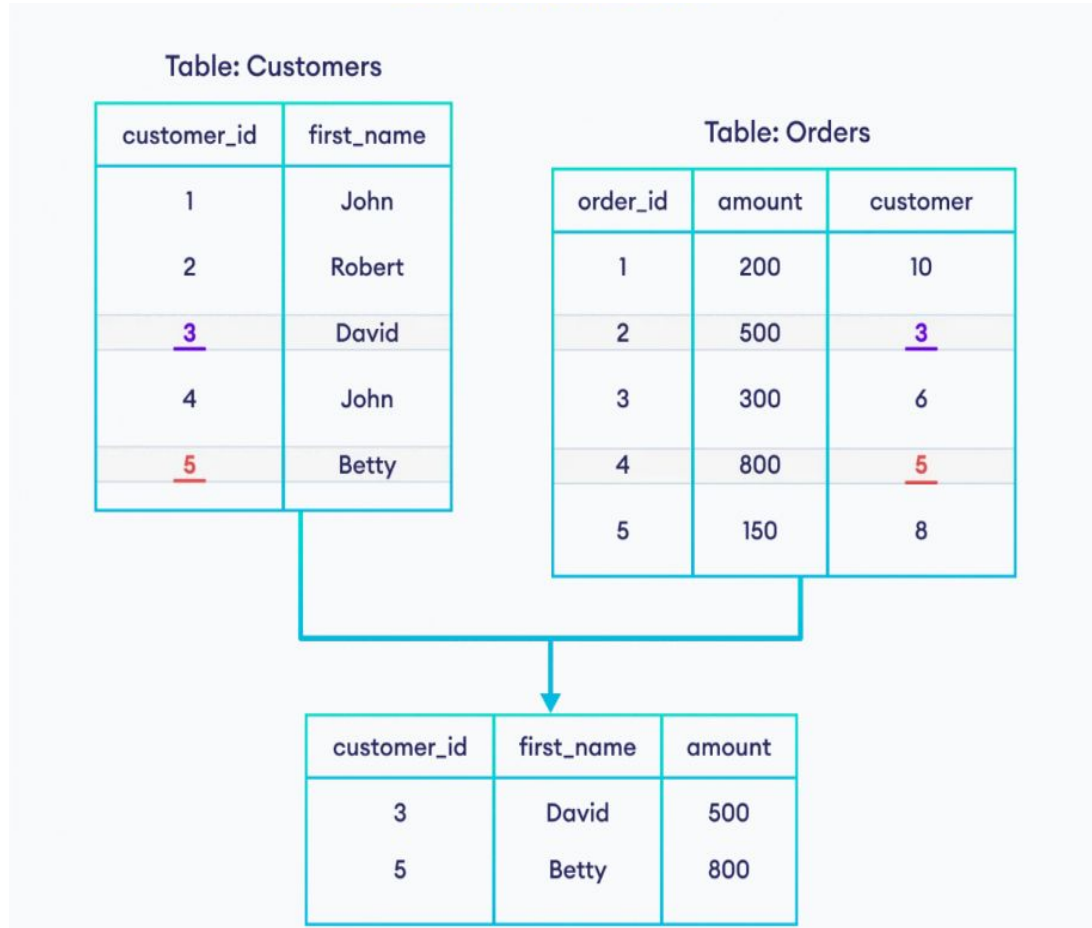 Table: Customers
customer_id first_name
1 John
2 Robert
3 David
4 John
5 Betty
Table: Orders
order_id amount customer
1 200 10
2 500 3
3 300 6
4 800 5
5 150 8
customer_id first_name amount
3 David 500
5 Betty 800